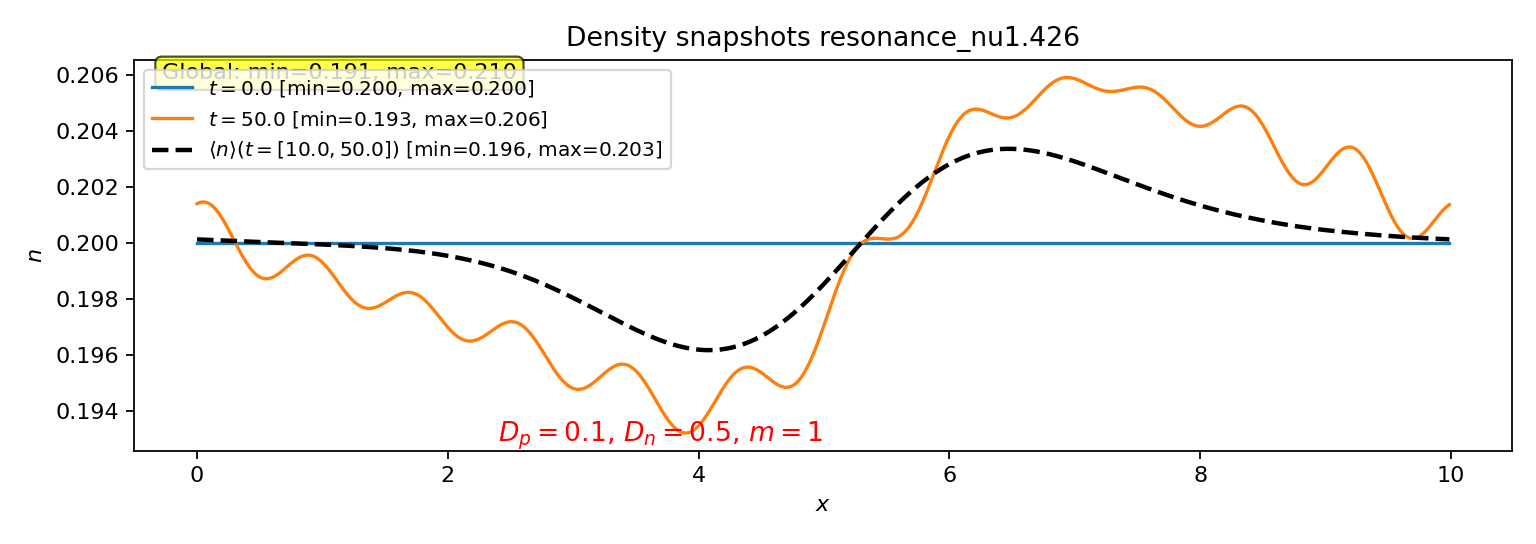 Density snapshots resonance_nu1.426
Global: min=0.191, max=0.210
t = 0.0 [min=0.200, max=0.200]
t = 50.0 [min=0.193, max=0.206]
⟨n⟩(t = [10.0, 50.0]) [min=0.196, max=0.203]
0.206
0.204
0.202
0.200
0.198
0.196
0.194
n
D_p = 0.1, D_n = 0.5, m = 1
0 2 4 6 8 10
x